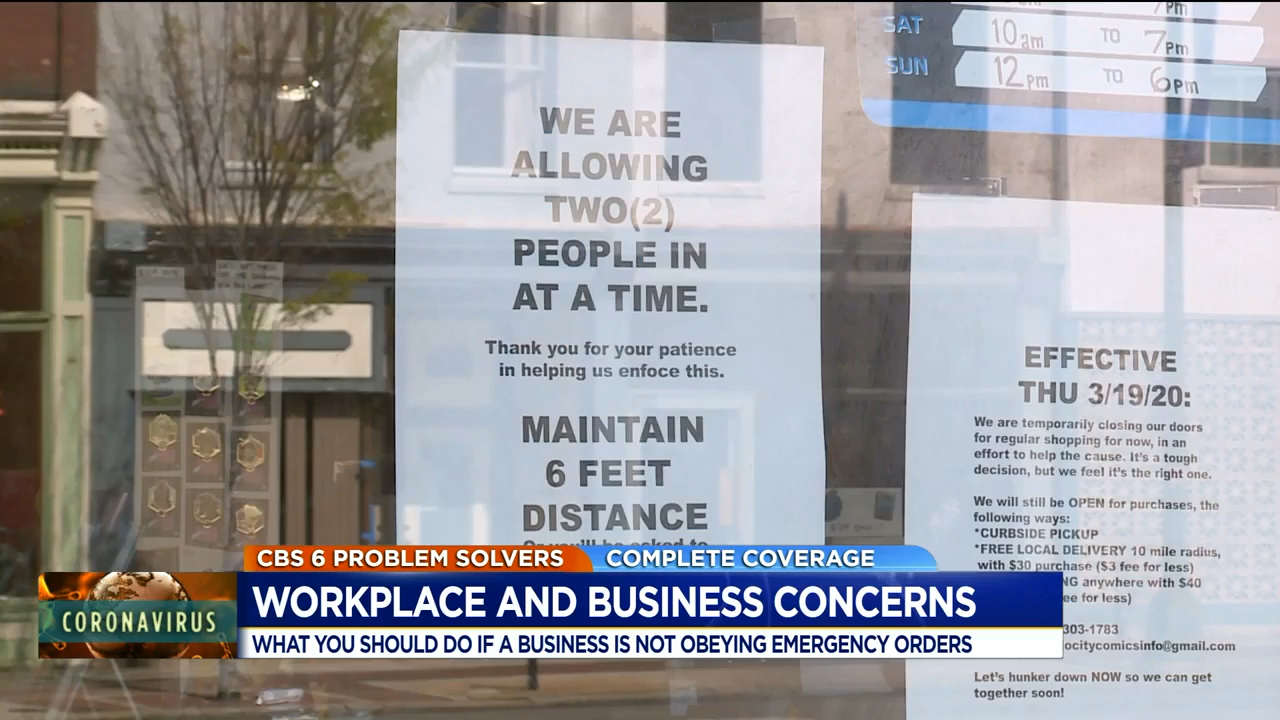 SAT 10am TO 7pm
SUN 12pm TO 6pm
WE ARE
ALLOWING
TWO(2)
PEOPLE IN
AT A TIME.
Thank you for your patience
in helping us enfoce this.
MAINTAIN
6 FEET
DISTANCE
EFFECTIVE
THU 3/19/20:
We are temporarily closing our doors
for regular shopping for now, in an
effort to help the cause. It's a tough
decision, but we feel it's the right one.
We will still be OPEN for purchases, the
following ways:
*CURBSIDE PICKUP
*FREE LOCAL DELIVERY 10 mile radius,
with $30 purchase ($3 fee for less)
anywhere with $40
for less)
303-1783
ocitycomicsinfo@gmail.com
Let's hunker down NOW so we can get
together soon!
CBS 6 PROBLEM SOLVERS COMPLETE COVERAGE
CORONAVIRUS
WORKPLACE AND BUSINESS CONCERNS
WHAT YOU SHOULD DO IF A BUSINESS IS NOT OBEYING EMERGENCY ORDERS